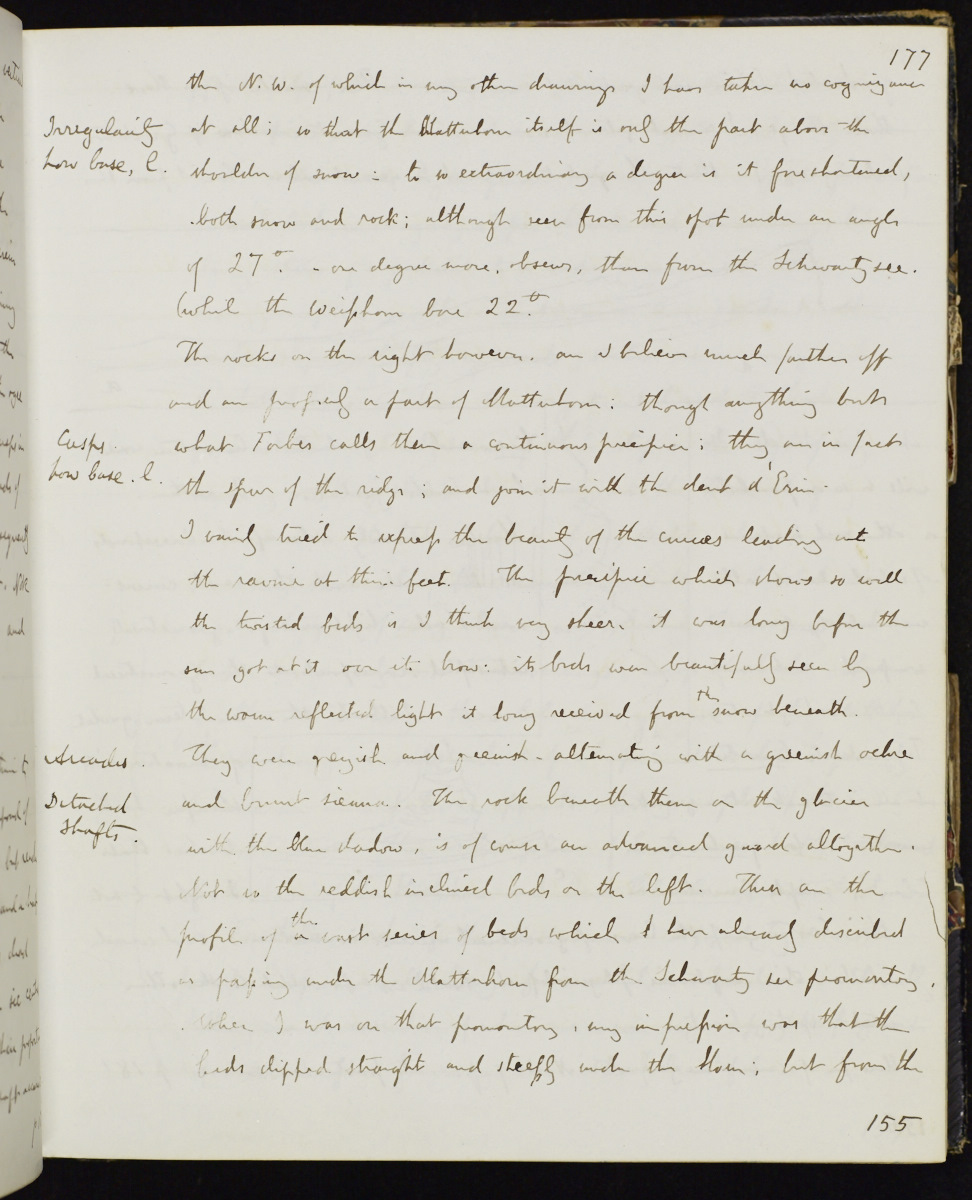 177
the N.W. of which in my other drawings I have taken no cognizance
Irregularity
at all; so that the Matterhorn itself is only the part above the
how base, l.
shoulder of snow: to so extraordinary a degree is it foreshortened,
both snow and rock; although seen from this spot under an angle
of 27°. - one degree more, observe, than from the Schwartz see.
(while the Weisshorn bore 22°.
The rocks on the right however. are I believe much farther off
and are properly a part of Matterhorn: though anything but
Cusps.
what Forbes calls them a continuous precipice; they are in fact
how base. l.
the spur of the ridge; and join it with the dent d'Erin.
I vainly tried to express the beauty of the curves leading out
the ravine at their feet. The precipice which shows so well
the twisted beds is I think very sheer. it was long before the
sun got at it over its brow: its beds were beautifully seen by
the warm reflected light it long received from the snow beneath.
Arcades.
They were greyish and greenish - alternating with a greenish ochre
Detached
and burnt sienna. The rock beneath them on the glacier
Shafts.
with the blue shadow, is of course an advanced guard altogether.
Not so the reddish inclined beds on the left. These are the
profile of the vast series of beds which I have already described
as passing under the Matterhorn from the Schwartz see promontory.
When I was on that promontory, my impression was that the
beds dipped straight and steeply under the Horn; but from the
155